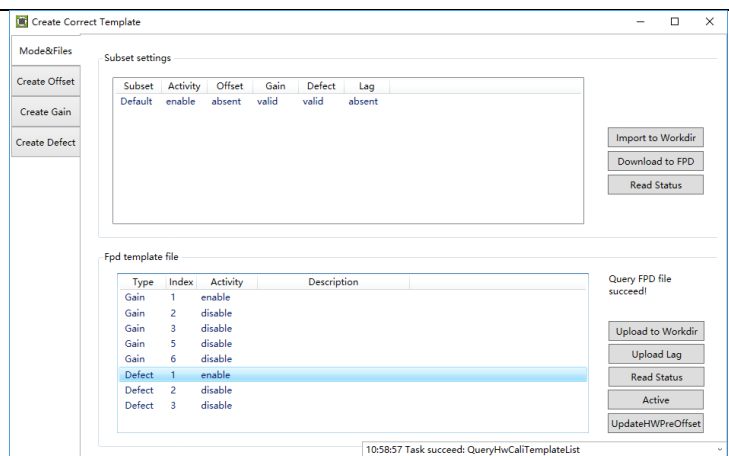 Create Correct Template
Mode&Files
Create Offset
Create Gain
Create Defect
Subset settings
Subset Activity Offset Gain Defect Lag
Default enable absent valid valid absent
Import to Workdir
Download to FPD
Read Status
Fpd template file
Type Index Activity Description
Gain 1 enable
Gain 2 disable
Gain 3 disable
Gain 5 disable
Gain 6 disable
Defect 1 enable
Defect 2 disable
Defect 3 disable
Query FPD file
succeed!
Upload to Workdir
Upload Lag
Read Status
Active
UpdateHWPreOffset
10:58:57 Task succeed: QueryHwCaliTemplateList